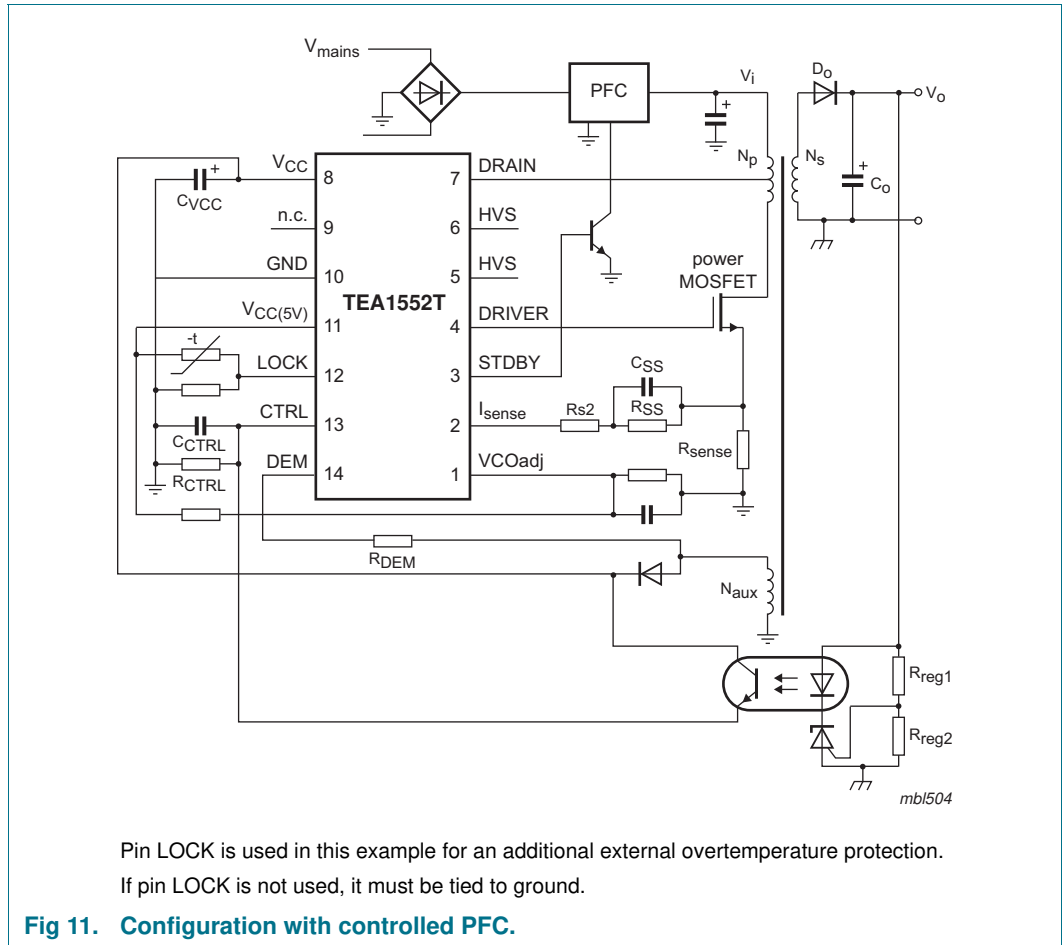 Vmains
PFC
Vi
Do
Vo
Np
Ns
Co
VCC
8
7
DRAIN
CVCC
n.c.
9
6
HVS
GND
10
5
HVS
TEA1552T
power
MOSFET
VCC(5V)
11
4
DRIVER
-t
LOCK
12
3
STDBY
CSS
CTRL
13
2
Isense
Rs2
RSS
CCTRL
Rsense
DEM
14
1
VCOadj
RCTRL
RDEM
Naux
Rreg1
Rreg2
mbl504
Pin LOCK is used in this example for an additional external overtemperature protection.
If pin LOCK is not used, it must be tied to ground.
Fig 11. Configuration with controlled PFC.